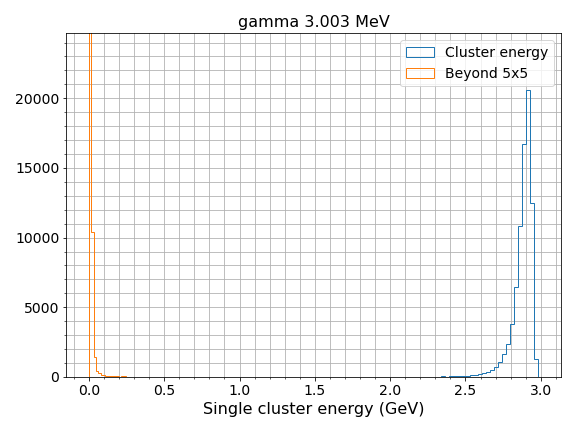 gamma 3.003 MeV
Cluster energy
Beyond 5x5
20000
15000
10000
5000
0
0.0 0.5 1.0 1.5 2.0 2.5 3.0
Single cluster energy (GeV)